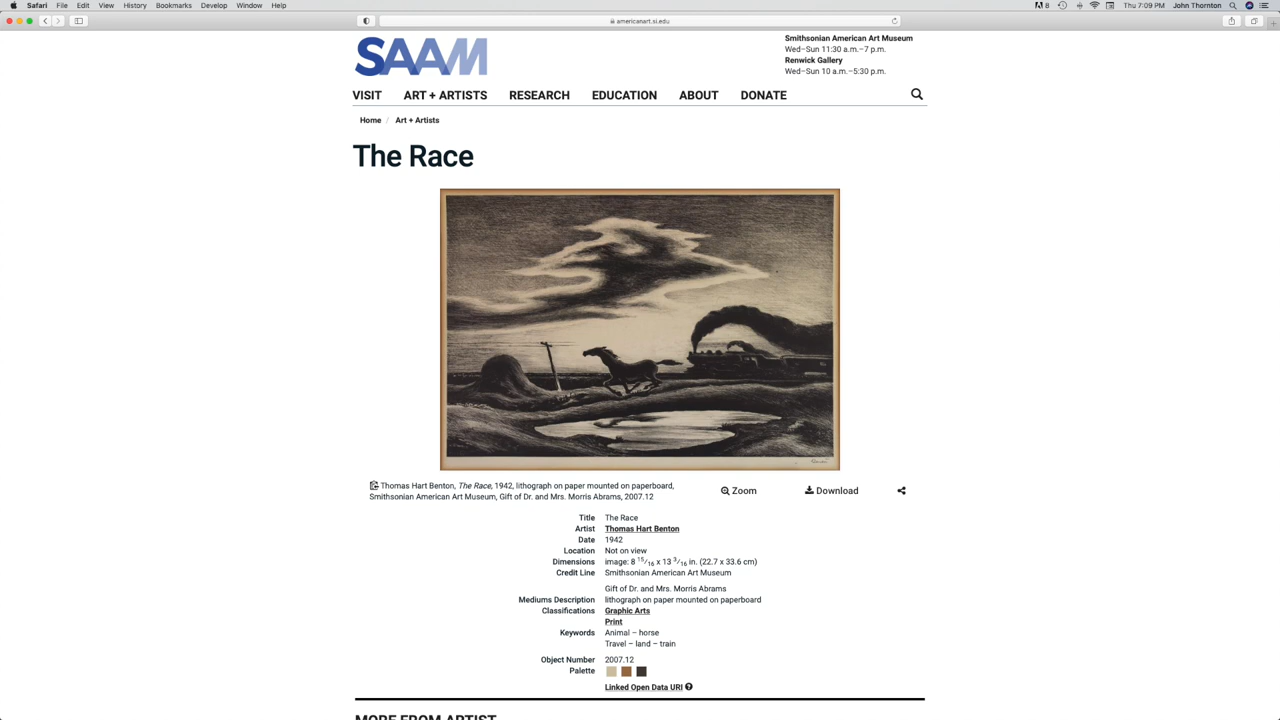 Safari File Edit View History Bookmarks Develop Window Help 8 Thu 7:09 PM John Thornton
americanart.si.edu
SAAM
Smithsonian American Art Museum
Wed–Sun 11:30 a.m.–7 p.m.
Renwick Gallery
Wed–Sun 10 a.m.–5:30 p.m.
VISIT ART + ARTISTS RESEARCH EDUCATION ABOUT DONATE
Home / Art + Artists
The Race
Thomas Hart Benton, The Race, 1942, lithograph on paper mounted on paperboard,
Smithsonian American Art Museum, Gift of Dr. and Mrs. Morris Abrams, 2007.12
Zoom Download
Title The Race
Artist Thomas Hart Benton
Date 1942
Location Not on view
Dimensions image: 8 15/16 x 13 3/16 in. (22.7 x 33.6 cm)
Credit Line Smithsonian American Art Museum
Gift of Dr. and Mrs. Morris Abrams
Mediums Description lithograph on paper mounted on paperboard
Classifications Graphic Arts
Print
Keywords Animal – horse
Travel – land – train
Object Number 2007.12
Palette
Linked Open Data URI ?
MORE FROM ARTIST